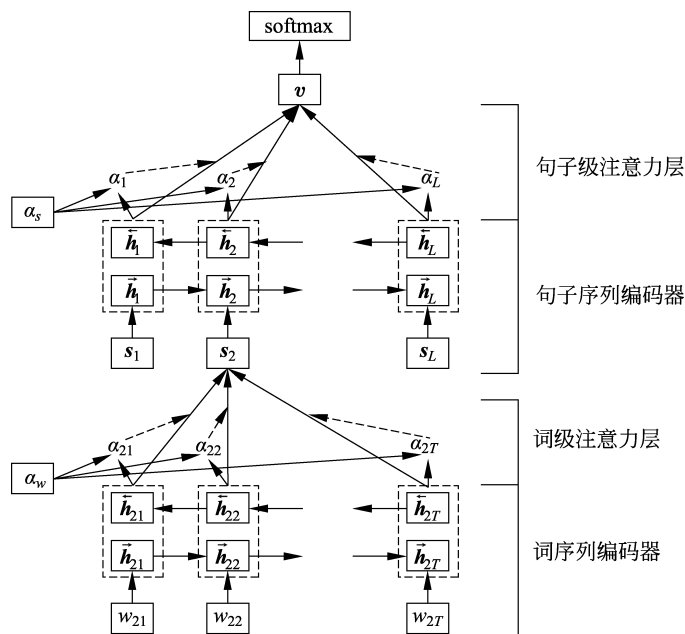 softmax
v
α1 α2 αL
句子级注意力层
αs
h⃖1 h⃖2 h⃖L
h⃗1 h⃗2 h⃗L
句子序列编码器
s1 s2 sL
α21 α22 α2T
词级注意力层
αw
h⃖21 h⃖22 h⃖2T
h⃗21 h⃗22 h⃗2T
词序列编码器
w21 w22 w2T